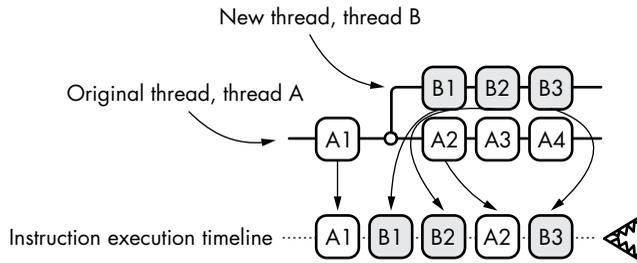 New thread, thread B
B1 B2 B3
Original thread, thread A
A1 A2 A3 A4
Instruction execution timeline A1 B1 B2 A2 B3